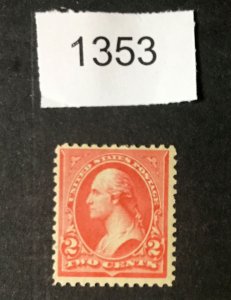 1353
UNITED STATES POSTAGE
2 2
TWO CENTS